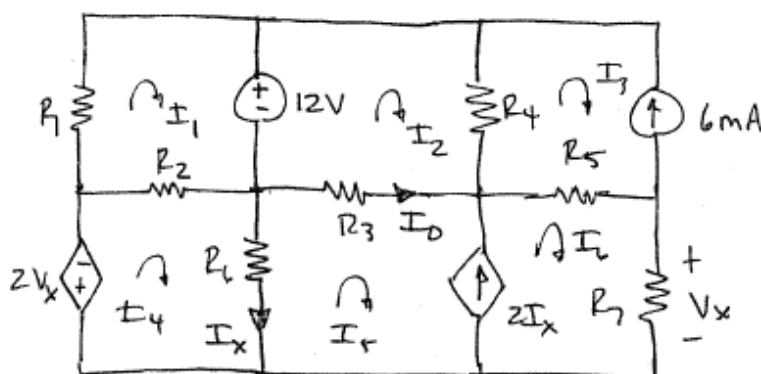 R1
I1
+
-
12V
I2
R4
I3
6mA
R2
R3
I0
R5
2Vx
-
+
I4
R6
Ix
I5
2Ix
I6
R7
+
Vx
-